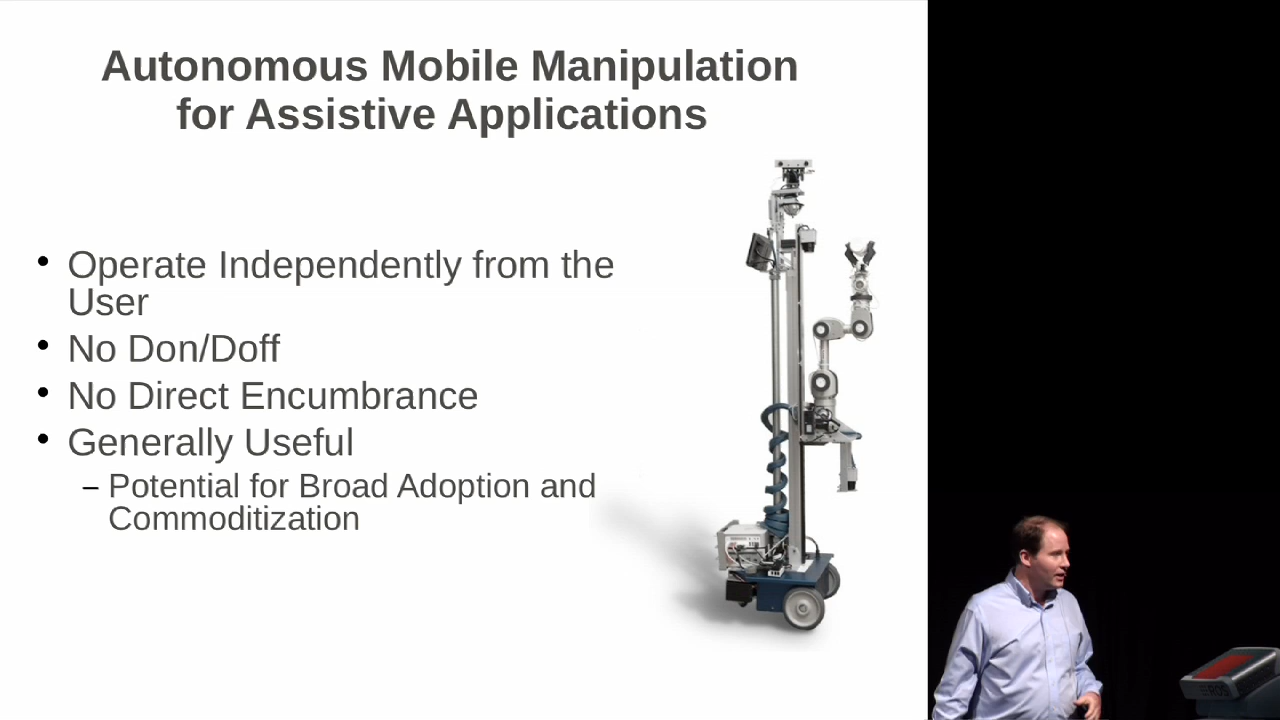 Autonomous Mobile Manipulation
for Assistive Applications
• Operate Independently from the
User
• No Don/Doff
• No Direct Encumbrance
• Generally Useful
– Potential for Broad Adoption and
Commoditization
ROS